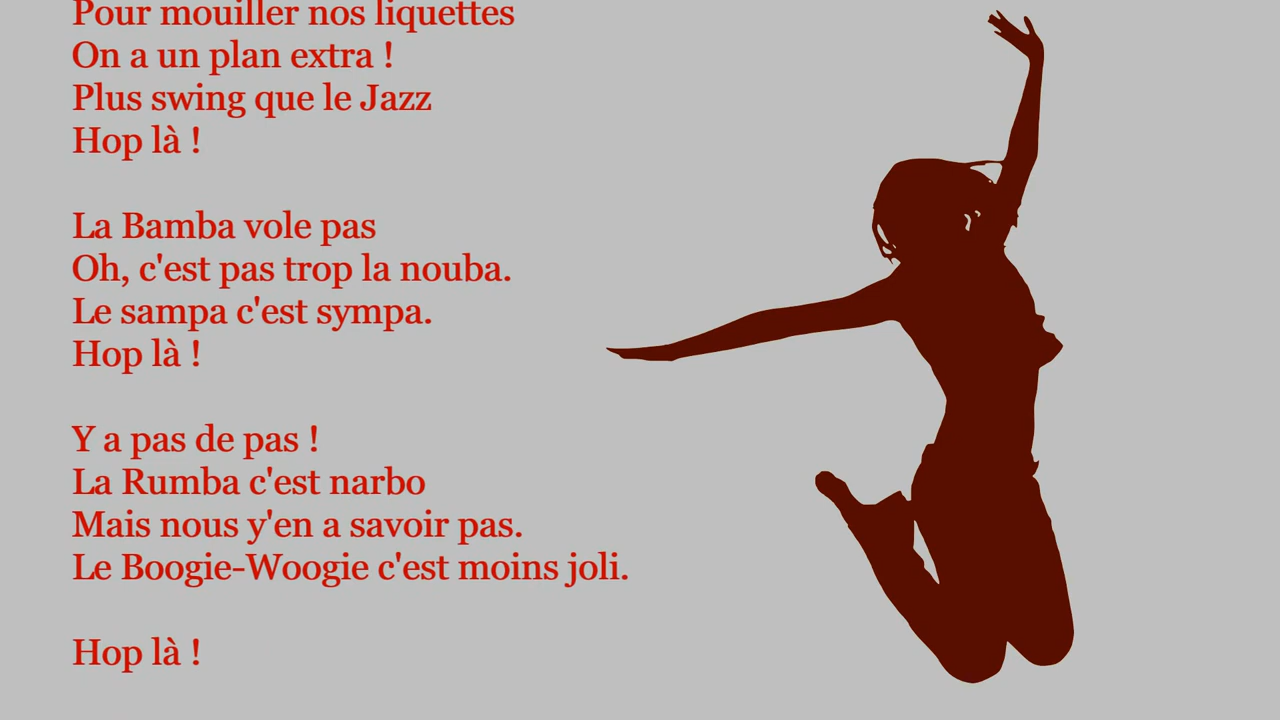 Pour mouiller nos liquettes
On a un plan extra !
Plus swing que le Jazz
Hop là !
La Bamba vole pas
Oh, c'est pas trop la nouba.
Le sampa c'est sympa.
Hop là !
Y a pas de pas !
La Rumba c'est narbo
Mais nous y'en a savoir pas.
Le Boogie-Woogie c'est moins joli.
Hop là !